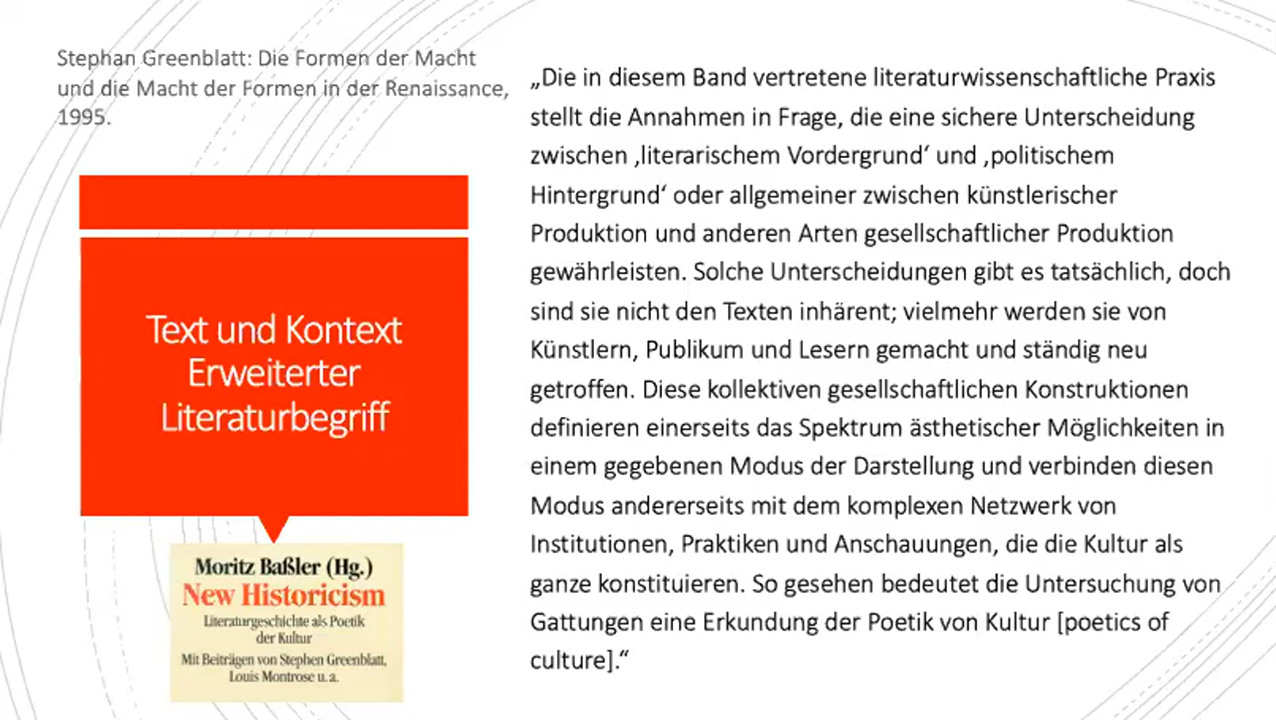 Stephan Greenblatt: Die Formen der Macht
und die Macht der Formen in der Renaissance,
1995.
Text und Kontext
Erweiterter
Literaturbegriff
Moritz Baßler (Hg.)
New Historicism
Literaturgeschichte als Poetik
der Kultur
Mit Beiträgen von Stephen Greenblatt,
Louis Montrose u. a.
„Die in diesem Band vertretene literaturwissenschaftliche Praxis
stellt die Annahmen in Frage, die eine sichere Unterscheidung
zwischen ‚literarischem Vordergrund‘ und ‚politischem
Hintergrund‘ oder allgemeiner zwischen künstlerischer
Produktion und anderen Arten gesellschaftlicher Produktion
gewährleisten. Solche Unterscheidungen gibt es tatsächlich, doch
sind sie nicht den Texten inhärent; vielmehr werden sie von
Künstlern, Publikum und Lesern gemacht und ständig neu
getroffen. Diese kollektiven gesellschaftlichen Konstruktionen
definieren einerseits das Spektrum ästhetischer Möglichkeiten in
einem gegebenen Modus der Darstellung und verbinden diesen
Modus andererseits mit dem komplexen Netzwerk von
Institutionen, Praktiken und Anschauungen, die die Kultur als
ganze konstituieren. So gesehen bedeutet die Untersuchung von
Gattungen eine Erkundung der Poetik von Kultur [poetics of
culture].“